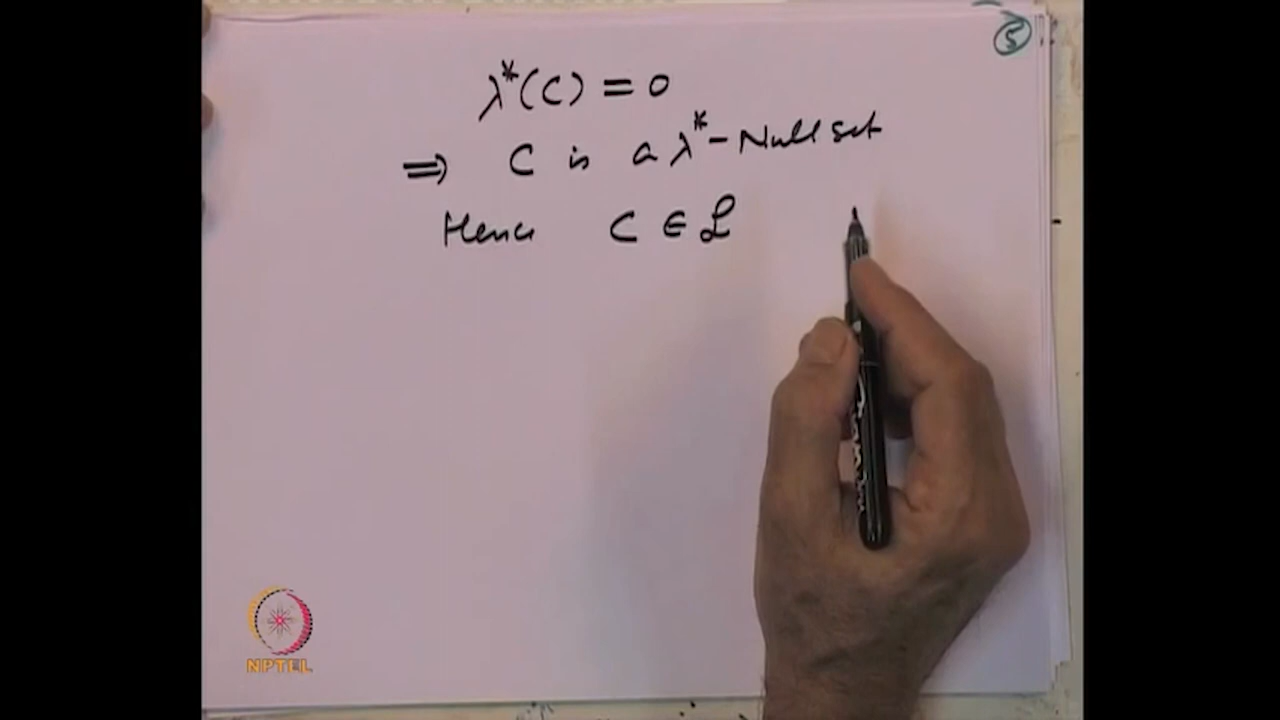 5
λ*(C) = 0
⇒ C is a λ* - Null set
Hence C ∈ ℒ
NPTEL